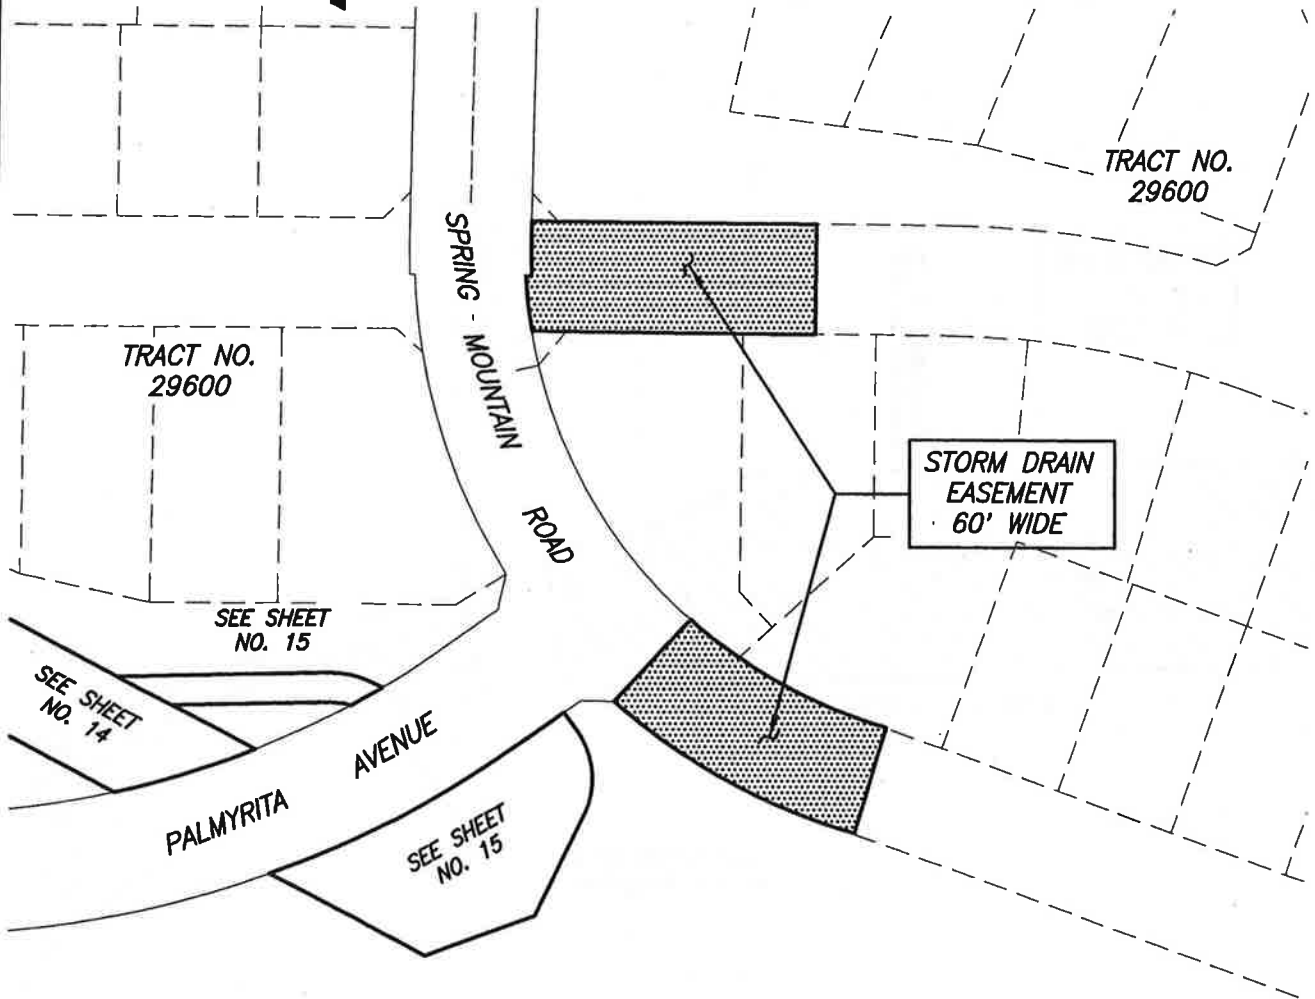 TRACT NO.
29600
SPRING - MOUNTAIN ROAD
TRACT NO.
29600
STORM DRAIN
EASEMENT
60' WIDE
SEE SHEET
NO. 15
SEE SHEET
NO. 14
PALMYRITA AVENUE
SEE SHEET
NO. 15